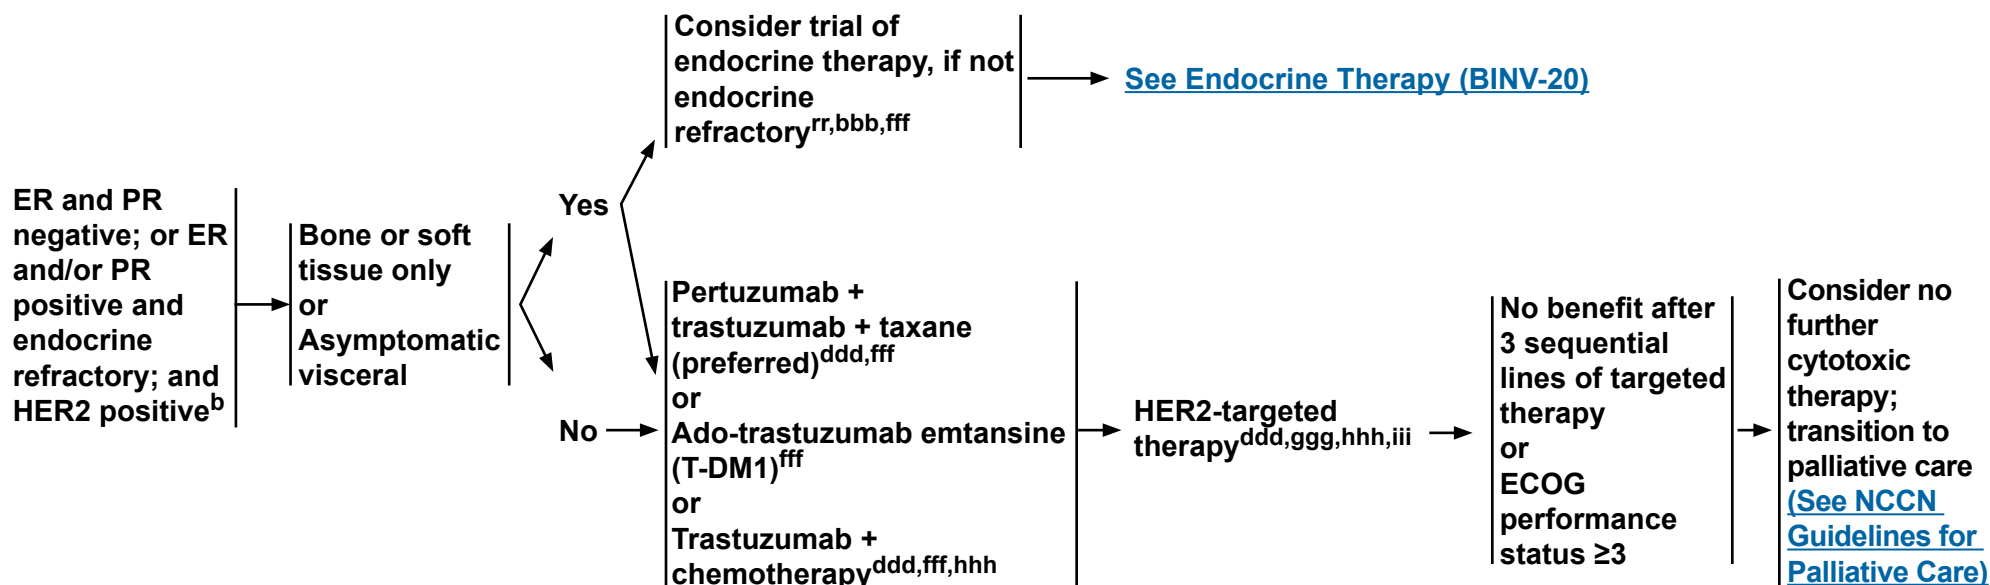 ER and PR
negative; or ER
and/or PR
positive and
endocrine
refractory; and
HER2 positiveb
Bone or soft
tissue only
or
Asymptomatic
visceral
Yes
No
Consider trial of
endocrine therapy, if not
endocrine
refractoryrr,bbb,fff
See Endocrine Therapy (BINV-20)
Pertuzumab +
trastuzumab + taxane
(preferred)ddd,fff
or
Ado-trastuzumab emtansine
(T-DM1)fff
or
Trastuzumab +
chemotherapyddd,fff,hhh
HER2-targeted
therapyddd,ggg,hhh,iii
No benefit after
3 sequential
lines of targeted
therapy
or
ECOG
performance
status ≥3
Consider no
further
cytotoxic
therapy;
transition to
palliative care
(See NCCN
Guidelines for
Palliative Care)